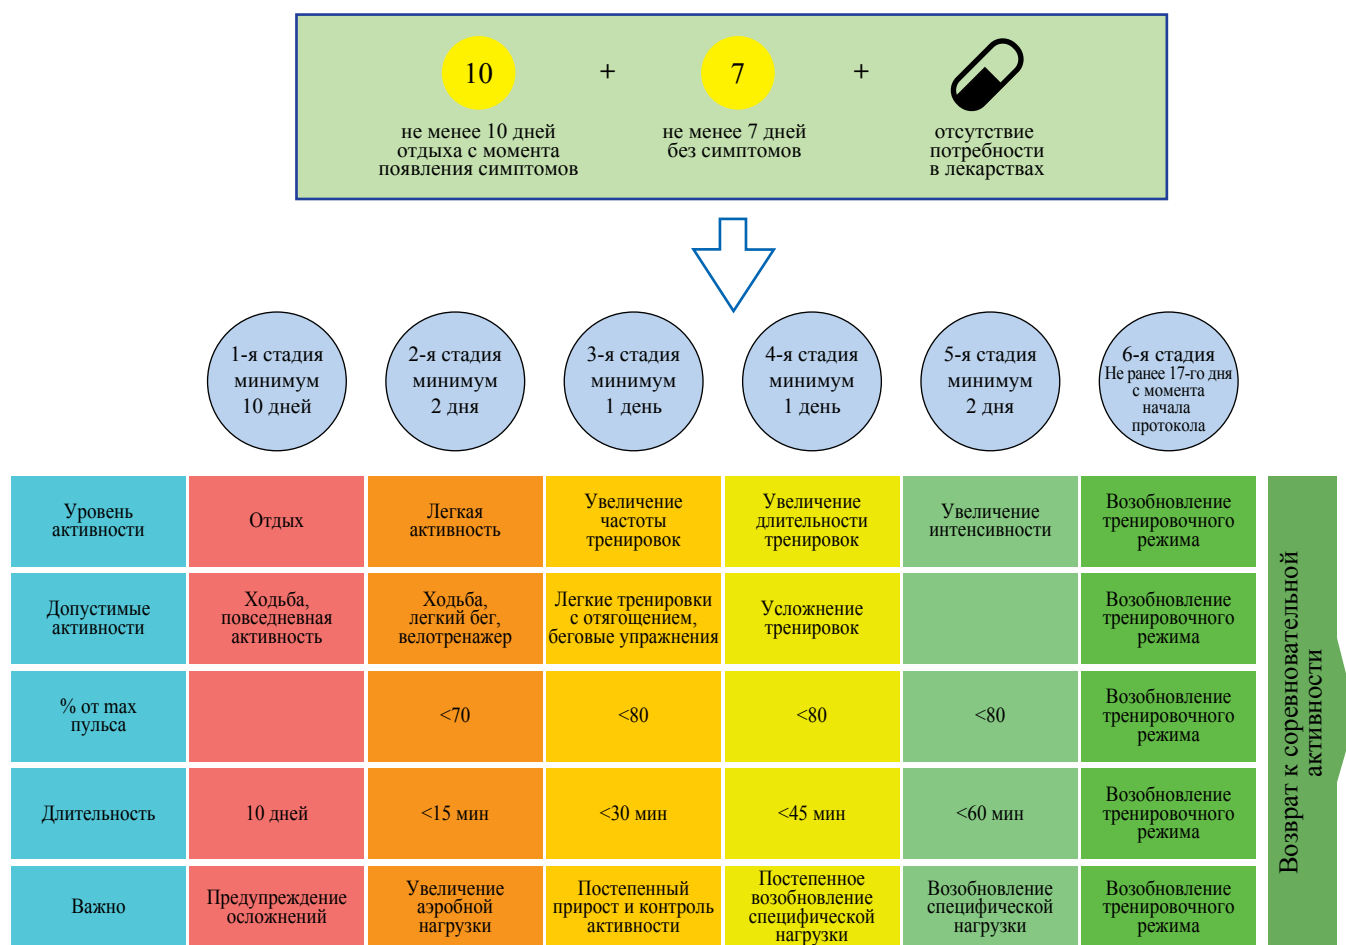 10
+
7
+
не менее 10 дней
отдыха с момента
появления симптомов
не менее 7 дней
без симптомов
отсутствие
потребности
в лекарствах
1-я стадия
минимум
10 дней
2-я стадия
минимум
2 дня
3-я стадия
минимум
1 день
4-я стадия
минимум
1 день
5-я стадия
минимум
2 дня
6-я стадия
Не ранее 17-го дня
с момента
начала
протокола
Уровень
активности
Отдых
Легкая
активность
Увеличение
частоты
тренировок
Увеличение
длительности
тренировок
Увеличение
интенсивности
Возобновление
тренировочного
режима
Допустимые
активности
Ходьба,
повседневная
активность
Ходьба,
легкий бег,
велотренажер
Легкие тренировки
с отягощением,
беговые упражнения
Усложнение
тренировок
Возобновление
тренировочного
режима
% от max
пульса
<70
<80
<80
<80
Возобновление
тренировочного
режима
Длительность
10 дней
<15 мин
<30 мин
<45 мин
<60 мин
Возобновление
тренировочного
режима
Важно
Предупреждение
осложнений
Увеличение
аэробной
нагрузки
Постепенный
прирост и контроль
активности
Постепенное
возобновление
специфической
нагрузки
Возобновление
специфической
нагрузки
Возобновление
тренировочного
режима
Возврат к соревновательной
активности